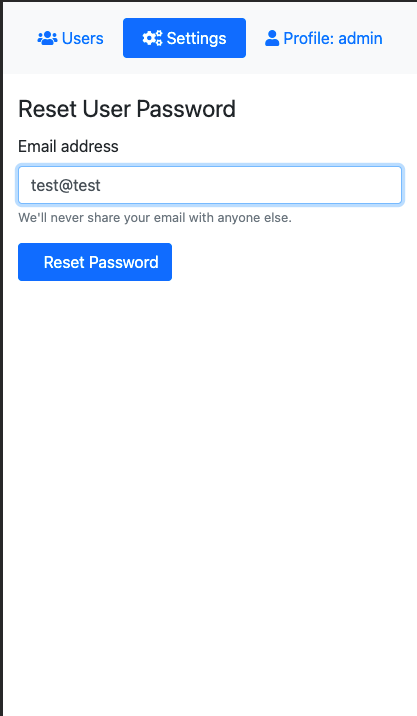 Users Settings Profile: admin
Reset User Password
Email address
test@test
We'll never share your email with anyone else.
Reset Password